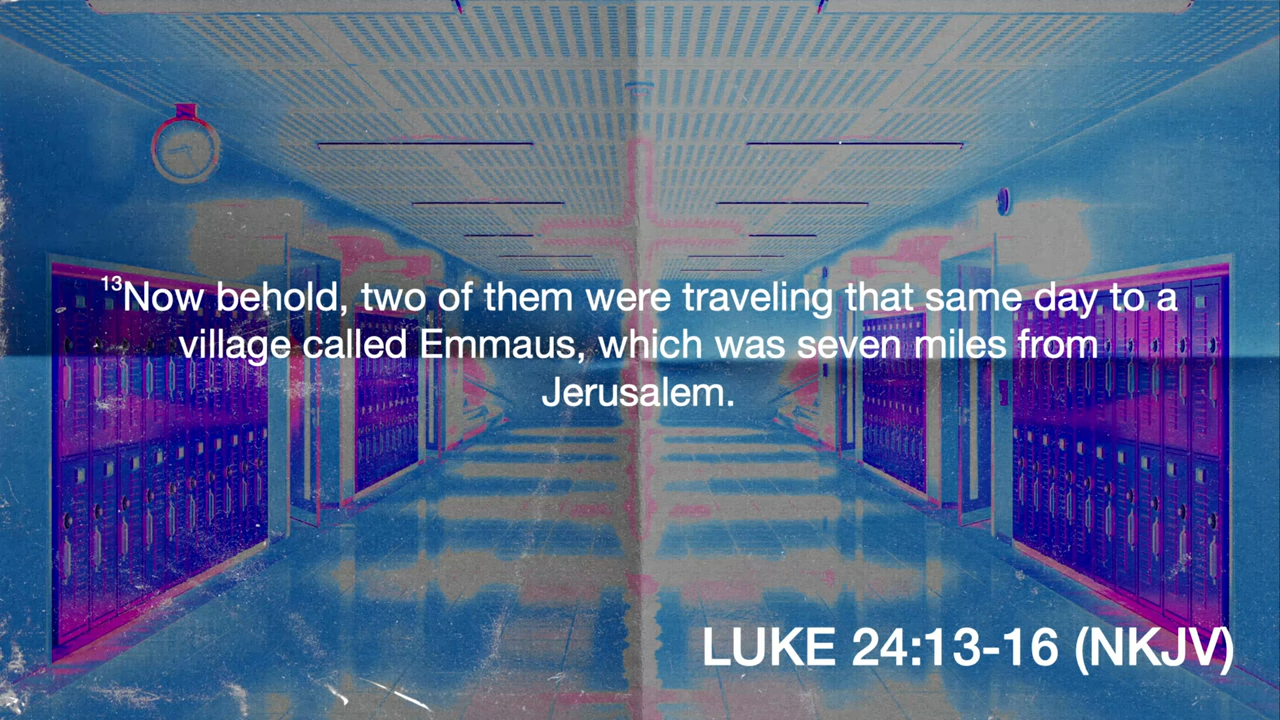 13Now behold, two of them were traveling that same day to a
village called Emmaus, which was seven miles from
Jerusalem.
LUKE 24:13-16 (NKJV)